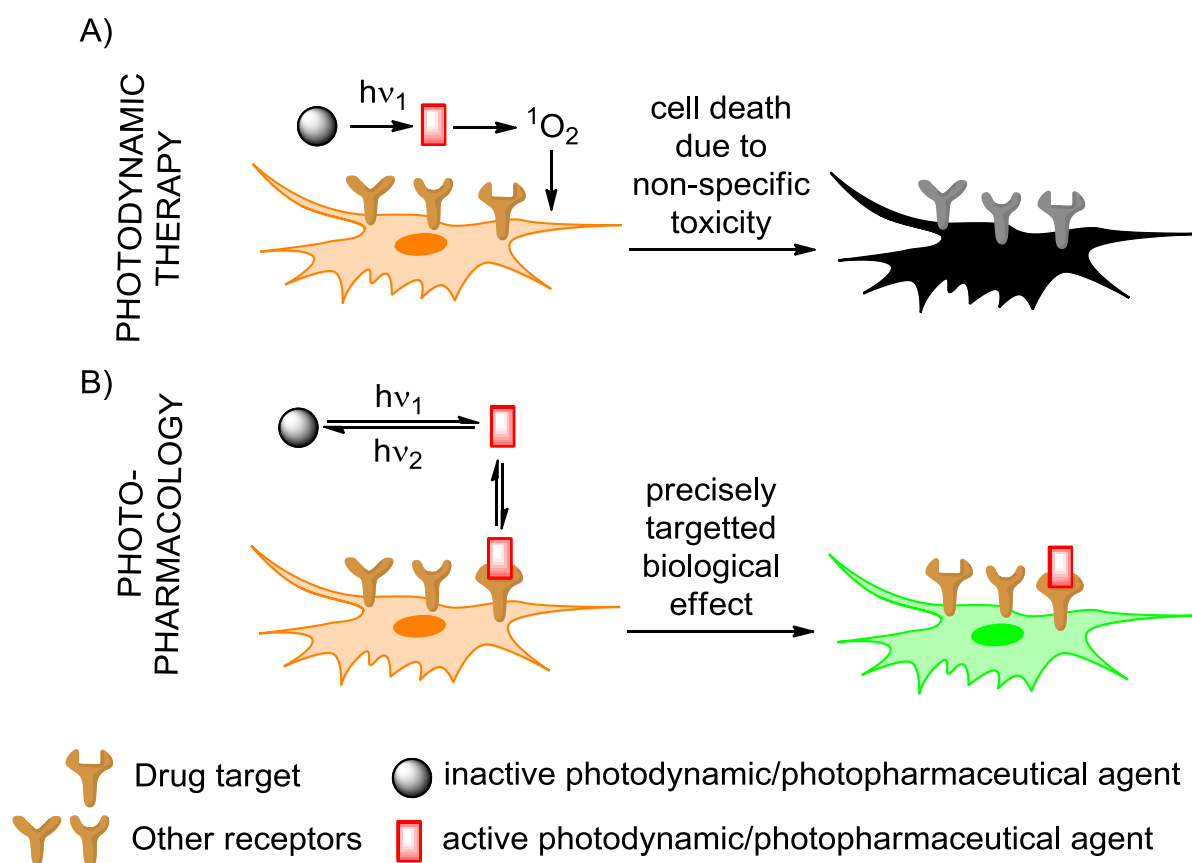 A)
PHOTODYNAMIC
THERAPY
hν₁
¹O₂
cell death
due to
non-specific
toxicity
B)
PHOTO-
PHARMACOLOGY
hν₁
hν₂
precisely
targetted
biological
effect
Drug target
inactive photodynamic/photopharmaceutical agent
Other receptors
active photodynamic/photopharmaceutical agent